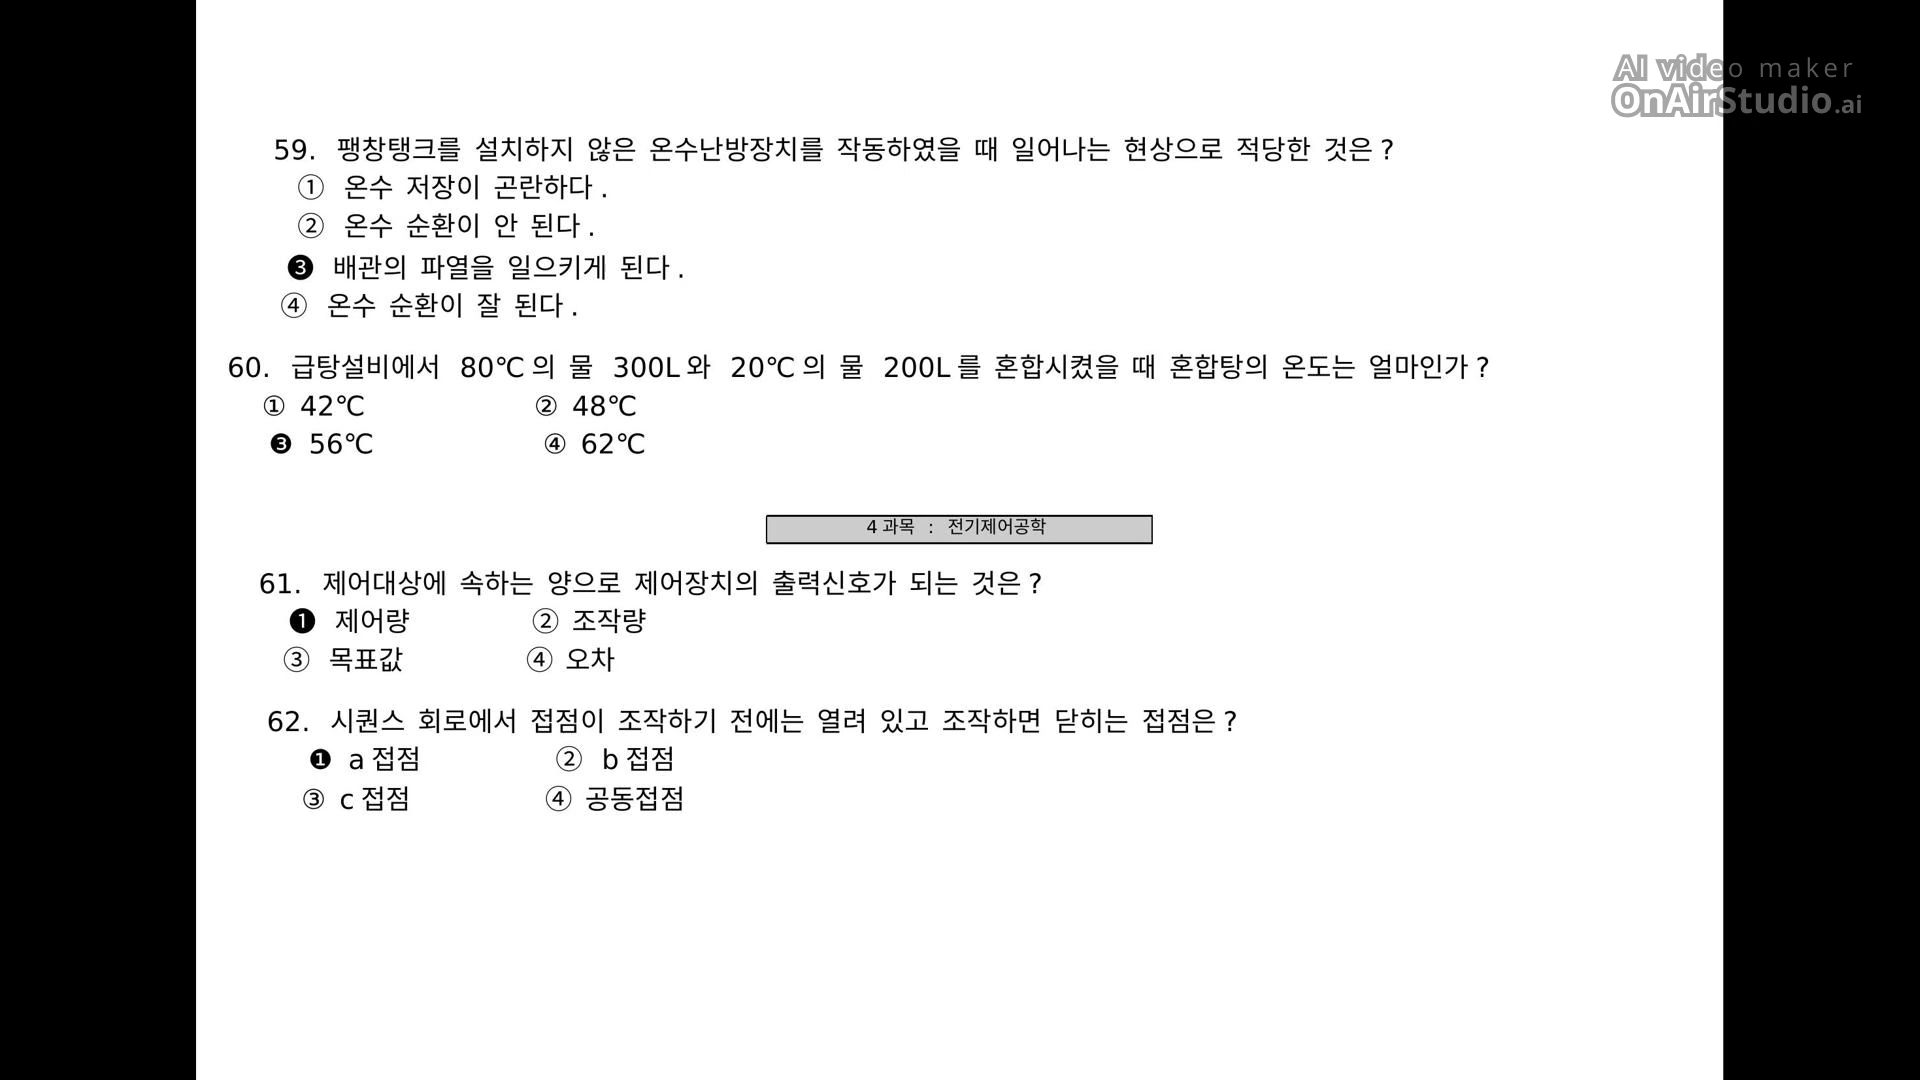 AI video maker
OnAirStudio.ai
59. 팽창탱크를 설치하지 않은 온수난방장치를 작동하였을 때 일어나는 현상으로 적당한 것은?
① 온수 저장이 곤란하다.
② 온수 순환이 안 된다.
❸ 배관의 파열을 일으키게 된다.
④ 온수 순환이 잘 된다.
60. 급탕설비에서 80℃의 물 300L와 20℃의 물 200L를 혼합시켰을 때 혼합탕의 온도는 얼마인가?
① 42℃ ② 48℃
❸ 56℃ ④ 62℃
4과목 : 전기제어공학
61. 제어대상에 속하는 양으로 제어장치의 출력신호가 되는 것은?
❶ 제어량 ② 조작량
③ 목표값 ④ 오차
62. 시퀀스 회로에서 접점이 조작하기 전에는 열려 있고 조작하면 닫히는 접점은?
❶ a접점 ② b접점
③ c접점 ④ 공동접점